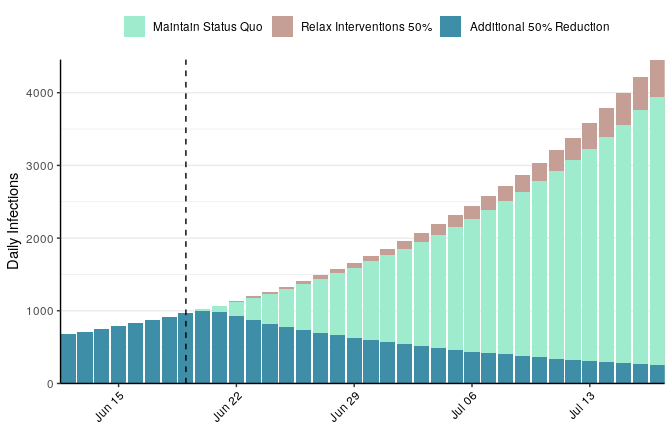 Maintain Status Quo Relax Interventions 50% Additional 50% Reduction
Daily Infections
4000
3000
2000
1000
0
Jun 15 Jun 22 Jun 29 Jul 06 Jul 13